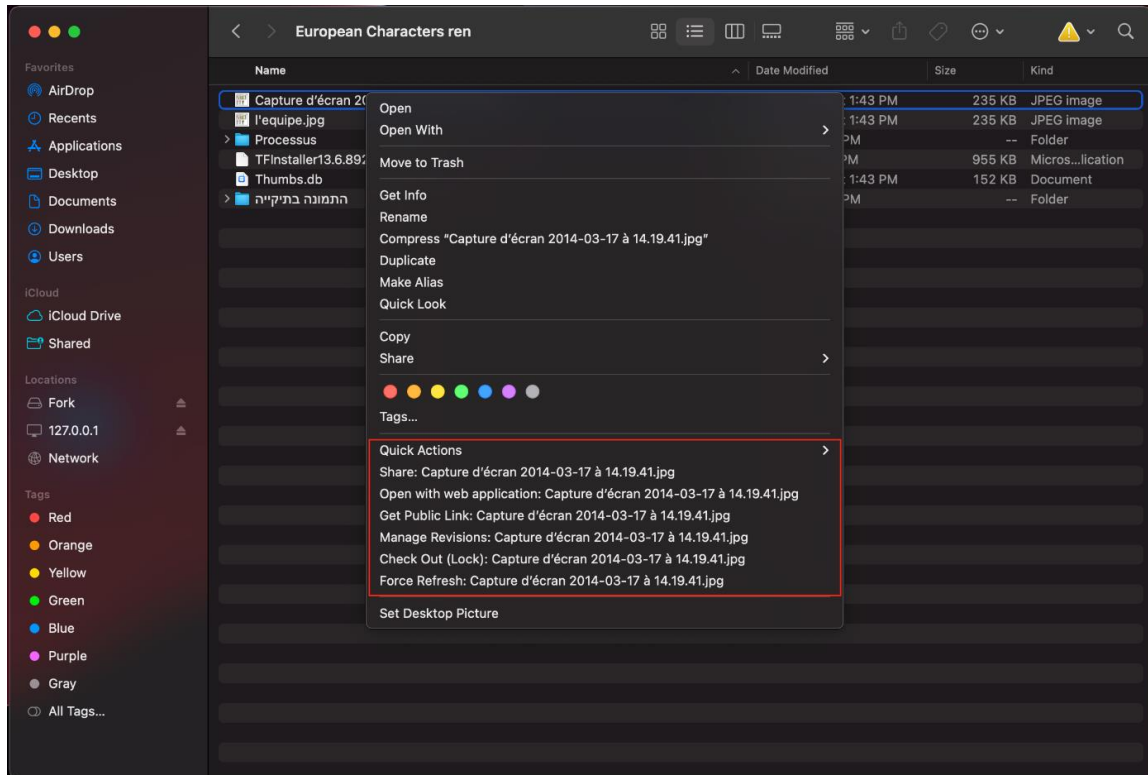 European Characters ren
Favorites
AirDrop
Recents
Applications
Desktop
Documents
Downloads
Users
iCloud
iCloud Drive
Shared
Locations
Fork
127.0.0.1
Network
Tags
Red
Orange
Yellow
Green
Blue
Purple
Gray
All Tags...
Name Date Modified Size Kind
Capture d'écran 20 1:43 PM 235 KB JPEG image
l'equipe.jpg 1:43 PM 235 KB JPEG image
Processus PM -- Folder
TFInstaller13.6.892 PM 955 KB Micros...lication
Thumbs.db 1:43 PM 152 KB Document
התמונה בתיקייה PM -- Folder
Open
Open With
Move to Trash
Get Info
Rename
Compress “Capture d'écran 2014-03-17 à 14.19.41.jpg”
Duplicate
Make Alias
Quick Look
Copy
Share
Tags...
Quick Actions
Share: Capture d'écran 2014-03-17 à 14.19.41.jpg
Open with web application: Capture d'écran 2014-03-17 à 14.19.41.jpg
Get Public Link: Capture d'écran 2014-03-17 à 14.19.41.jpg
Manage Revisions: Capture d'écran 2014-03-17 à 14.19.41.jpg
Check Out (Lock): Capture d'écran 2014-03-17 à 14.19.41.jpg
Force Refresh: Capture d'écran 2014-03-17 à 14.19.41.jpg
Set Desktop Picture